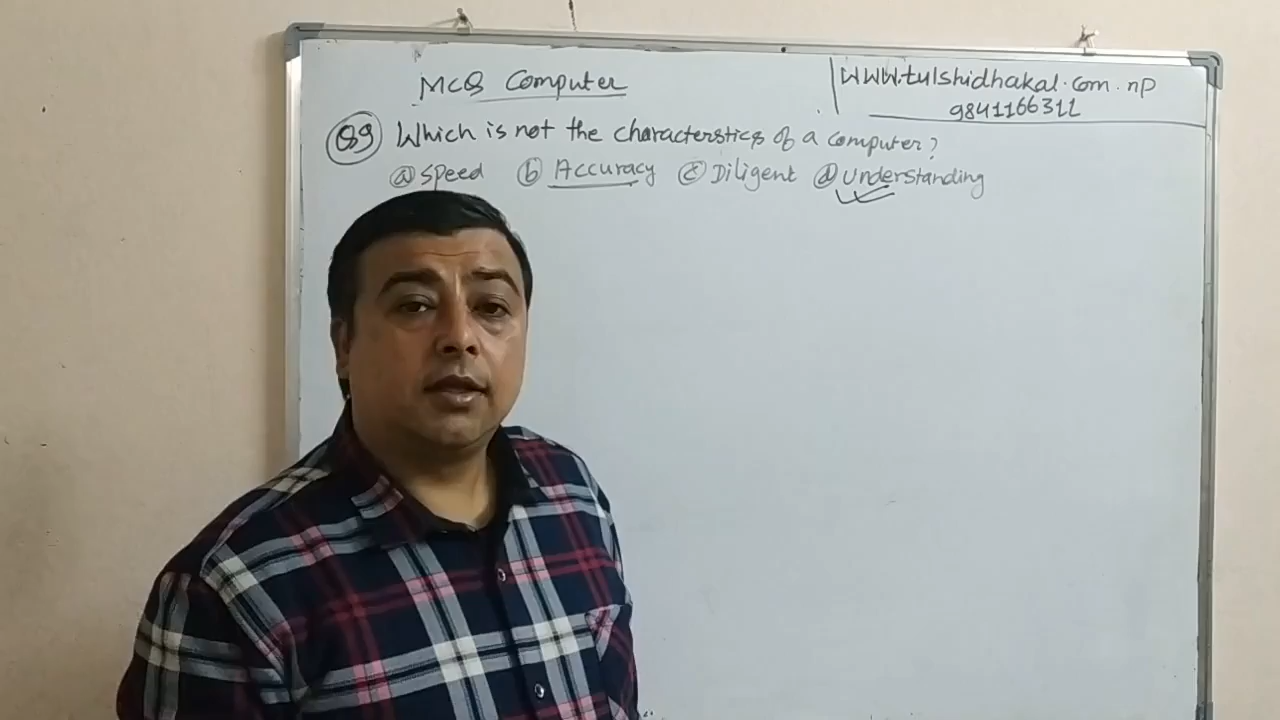 MCQ Computer
www.tulshidhakal.com.np
9841166311
Q9 Which is not the characterstics of a computer?
a Speed b Accuracy c Diligent d Understanding